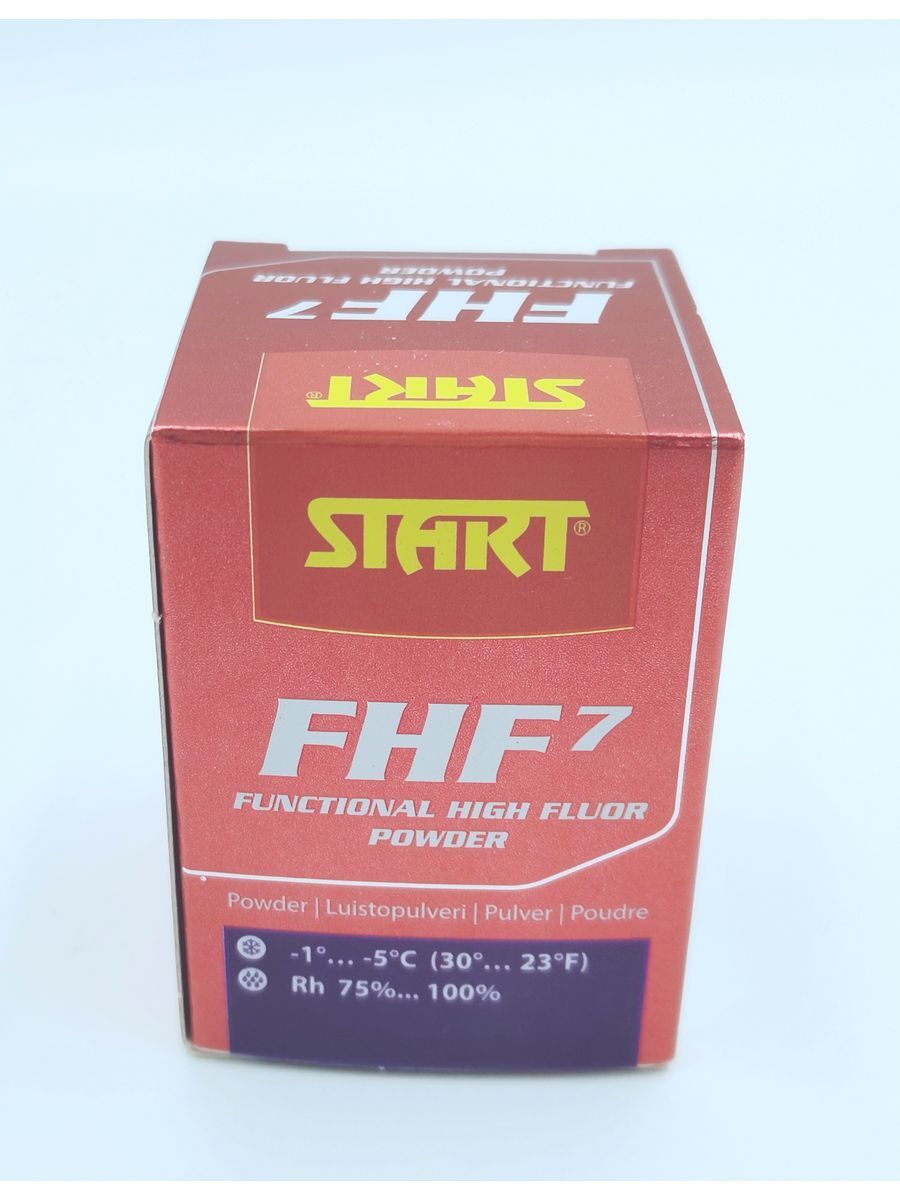 FUNCTIONAL HIGH FLUOR
POWDER
FHF7
START®
START®
FHF7
FUNCTIONAL HIGH FLUOR
POWDER
Powder | Luistopulveri | Pulver | Poudre
-1°... -5°C (30°... 23°F)
Rh 75%... 100%